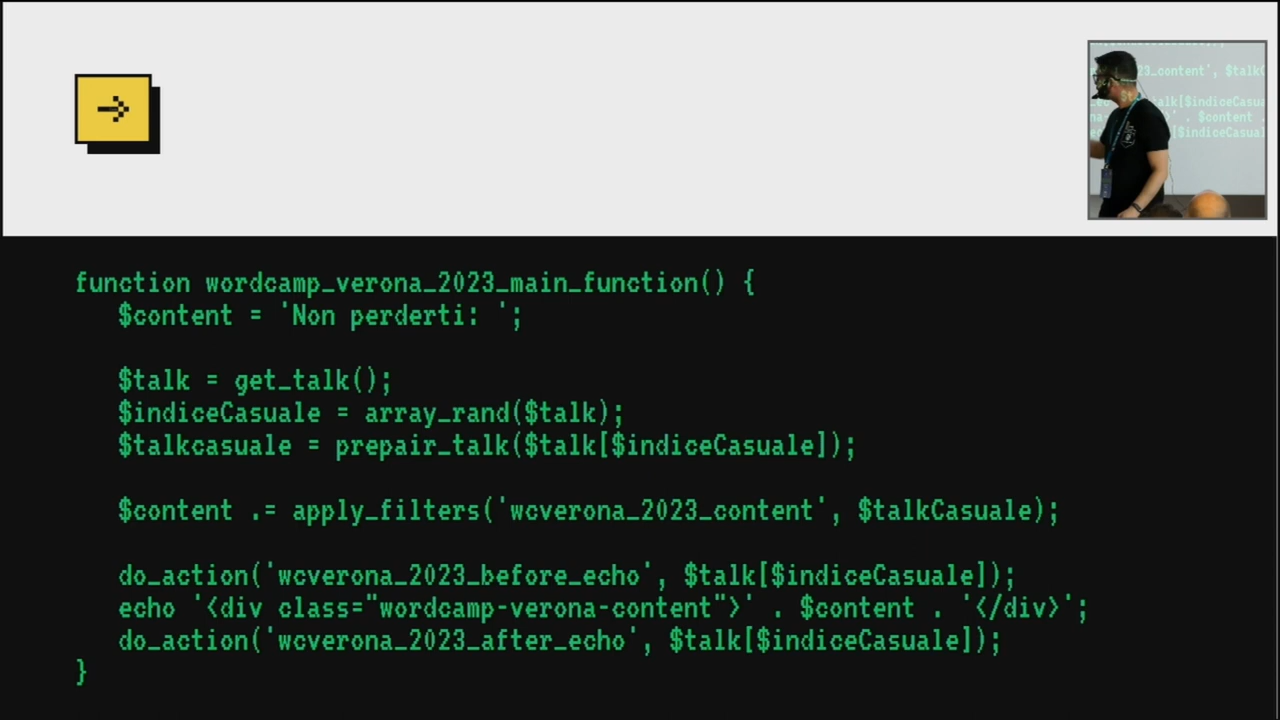 function wordcamp_verona_2023_main_function() {
$content = 'Non perderti: ';
$talk = get_talk();
$indiceCasuale = array_rand($talk);
$talkcasuale = prepair_talk($talk[$indiceCasuale]);
$content .= apply_filters('wcverona_2023_content', $talkCasuale);
do_action('wcverona_2023_before_echo', $talk[$indiceCasuale]);
echo '<div class="wordcamp-verona-content">' . $content . '</div>';
do_action('wcverona_2023_after_echo', $talk[$indiceCasuale]);
}